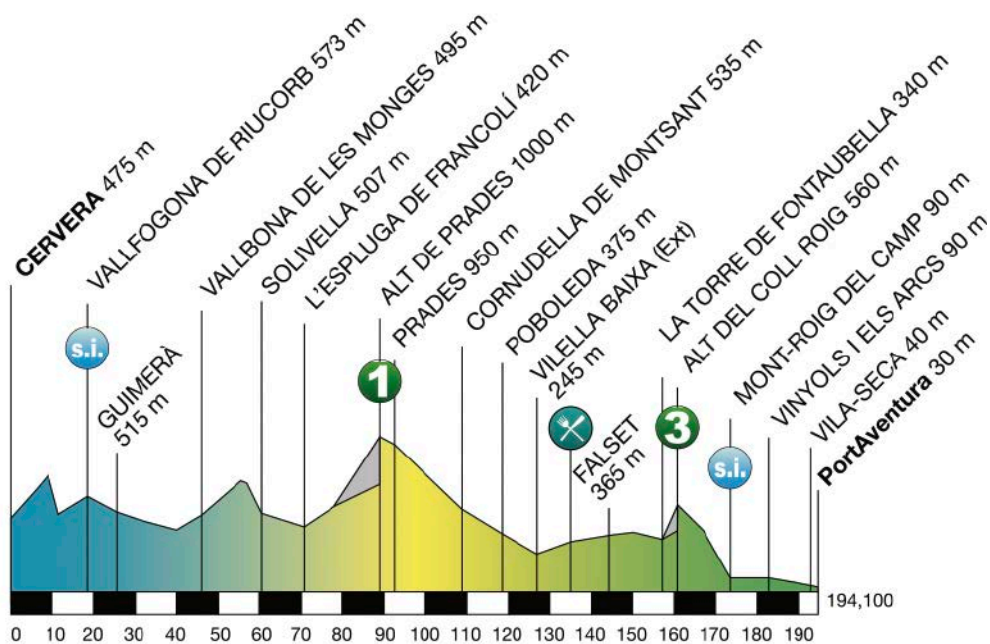 CERVERA 475 m
VALLFOGONA DE RIUCORB 573 m
GUIMERÀ
515 m
VALLBONA DE LES MONGES 495 m
SOLIVELLA 507 m
L'ESPLUGA DE FRANCOLÍ 420 m
ALT DE PRADES 1000 m
PRADES 950 m
CORNUDELLA DE MONTSANT 535 m
POBOLEDA 375 m
VILELLA BAIXA (Ext)
245 m
FALSET
365 m
LA TORRE DE FONTAUBELLA 340 m
ALT DEL COLL ROIG 560 m
MONT-ROIG DEL CAMP 90 m
VINYOLS I ELS ARCS 90 m
VILA-SECA 40 m
PortAventura 30 m
s.i.
1
3
s.i.
194,100
0 10 20 30 40 50 60 70 80 90 100 110 120 130 140 150 160 170 180 190